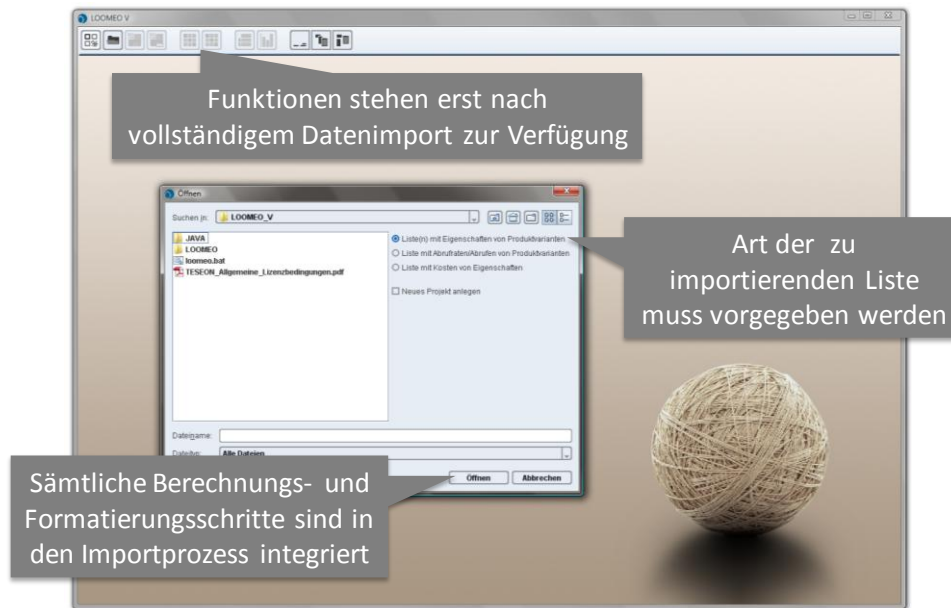 LOOMEO V
Funktionen stehen erst nach
vollständigem Datenimport zur Verfügung
Öffnen
Suchen in: LOOMEO_V
JAVA
LOOMEO
loomeo.bat
TESEON_Allgemeine_Lizenzbedingungen.pdf
Liste(n) mit Eigenschaften von Produktvarianten
Liste mit Abrufraten/Abrufen von Produktvarianten
Liste mit Kosten von Eigenschaften
Neues Projekt anlegen
Art der zu
importierenden Liste
muss vorgegeben werden
Dateiname:
Dateityp: Alle Dateien
Öffnen Abbrechen
Sämtliche Berechnungs- und
Formatierungsschritte sind in
den Importprozess integriert